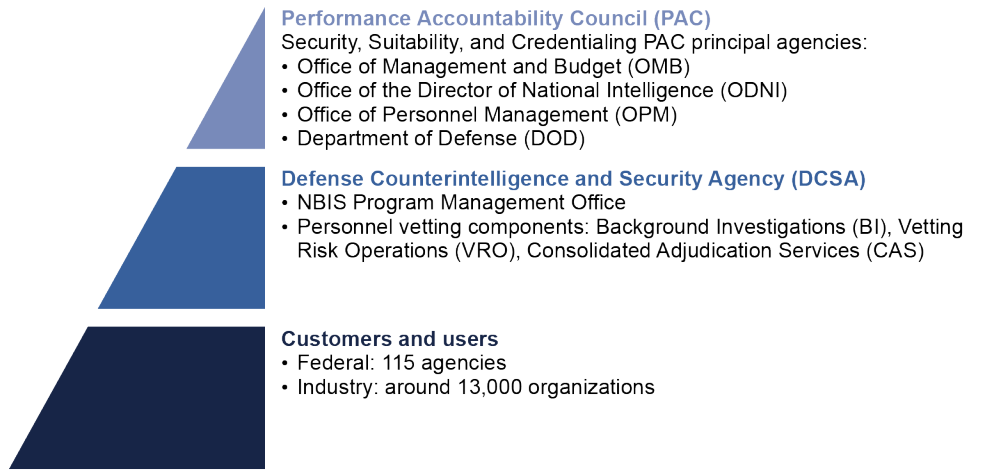 Performance Accountability Council (PAC)
Security, Suitability, and Credentialing PAC principal agencies:
• Office of Management and Budget (OMB)
• Office of the Director of National Intelligence (ODNI)
• Office of Personnel Management (OPM)
• Department of Defense (DOD)
Defense Counterintelligence and Security Agency (DCSA)
• NBIS Program Management Office
• Personnel vetting components: Background Investigations (BI), Vetting
Risk Operations (VRO), Consolidated Adjudication Services (CAS)
Customers and users
• Federal: 115 agencies
• Industry: around 13,000 organizations